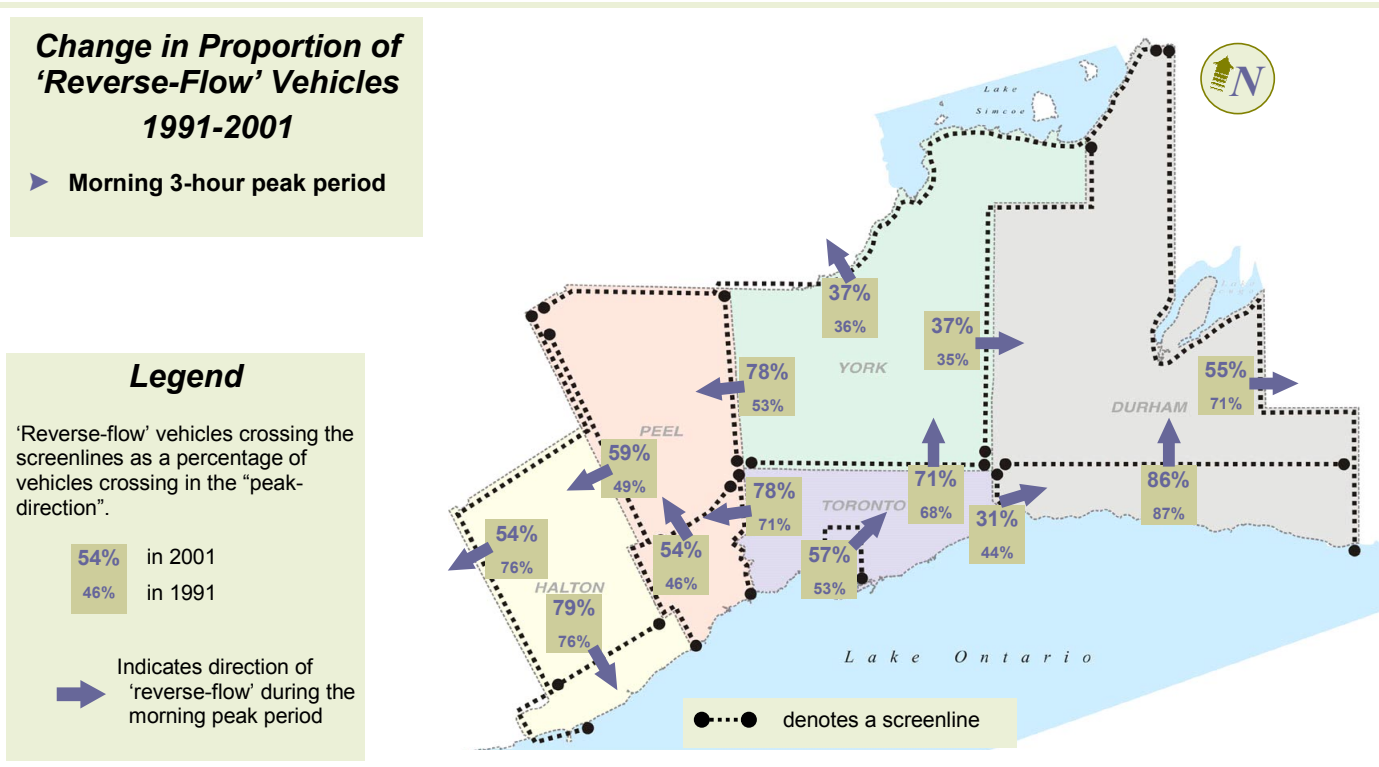 Change in Proportion of
‘Reverse-Flow’ Vehicles
1991-2001
Morning 3-hour peak period
Legend
‘Reverse-flow’ vehicles crossing the
screenlines as a percentage of
vehicles crossing in the “peak-
direction”.
54% in 2001
46% in 1991
Indicates direction of
‘reverse-flow’ during the
morning peak period
N
Lake
Simcoe
37%
36%
37%
35%
YORK
78%
53%
55%
71%
DURHAM
PEEL
59%
49%
71%
68%
86%
87%
78%
71%
TORONTO
31%
44%
54%
76%
54%
46%
57%
53%
HALTON
79%
76%
Lake Ontario
denotes a screenline